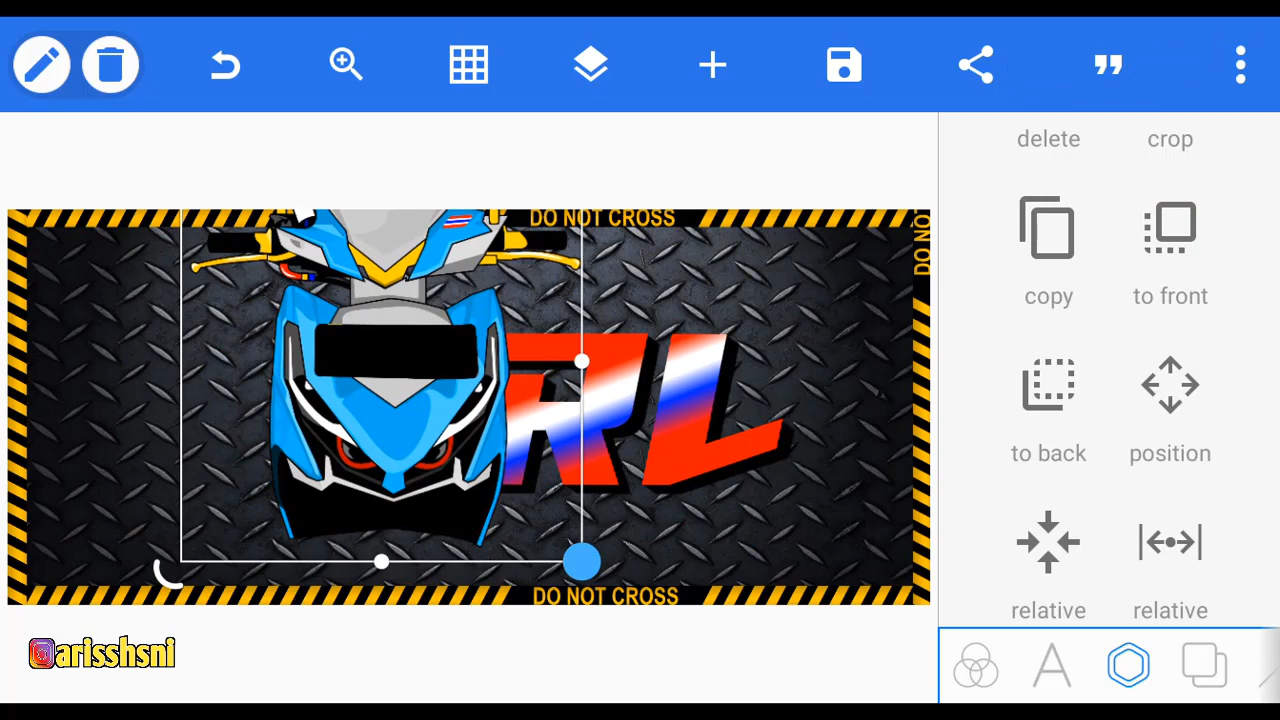 delete crop
DO NOT CROSS
DO NOT
copy to front
RL
to back position
relative relative
DO NOT CROSS
arisshsni